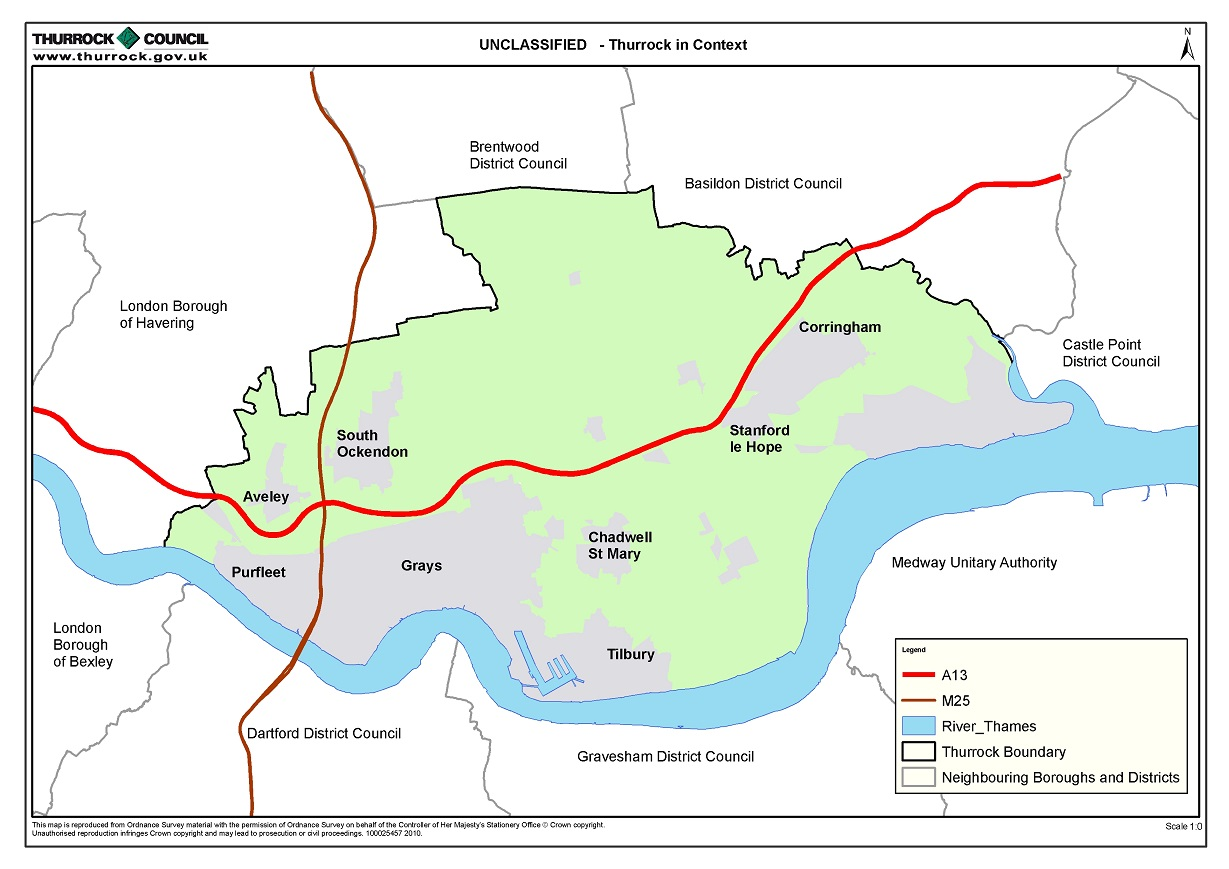 THURROCK COUNCIL
www.thurrock.gov.uk
UNCLASSIFIED - Thurrock in Context
N
Brentwood
District Council
Basildon District Council
London Borough
of Havering
Corringham
Castle Point
District Council
South
Ockendon
Stanford
le Hope
Aveley
Chadwell
St Mary
Purfleet
Grays
Medway Unitary Authority
London
Borough
of Bexley
Tilbury
Dartford District Council
Gravesham District Council
Legend
A13
M25
River_Thames
Thurrock Boundary
Neighbouring Boroughs and Districts
This map is reproduced from Ordnance Survey material with the permission of Ordnance Survey on behalf of the Controller of Her Majesty's Stationery Office © Crown copyright.
Unauthorised reproduction infringes Crown copyright and may lead to prosecution or civil proceedings. 100025457 2010.
Scale 1:0